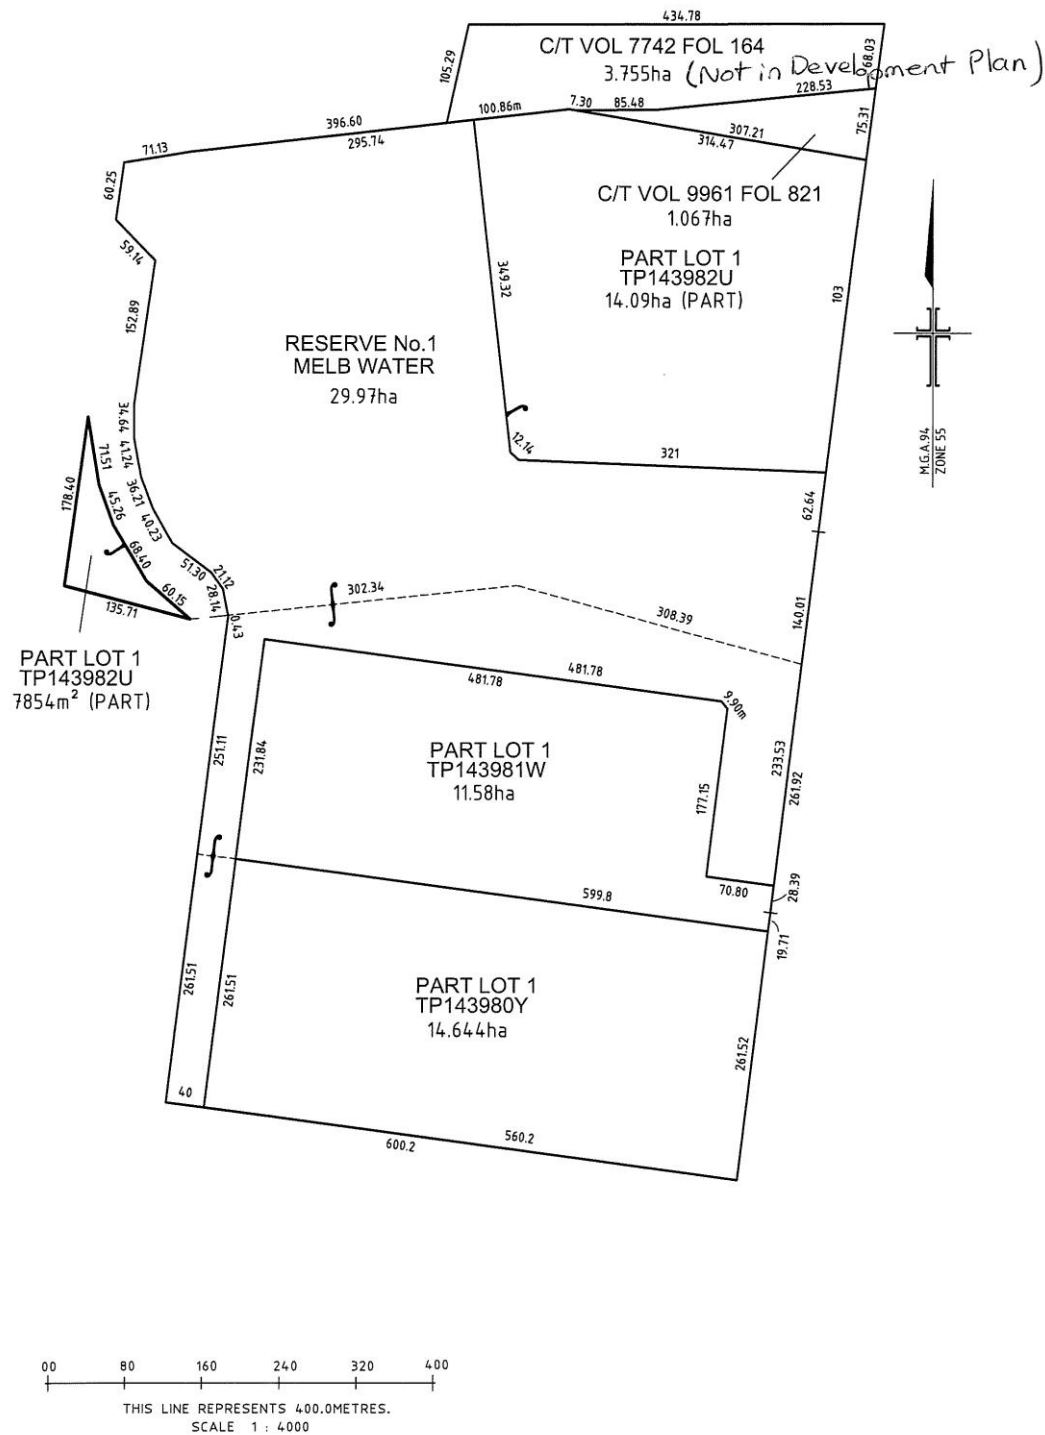 434.78
C/T VOL 7742 FOL 164
3.755ha (Not in Development Plan)
105.29
68.03
228.53
100.86m
7.30
85.48
75.31
396.60
295.74
71.13
307.21
314.47
60.25
C/T VOL 9961 FOL 821
1.067ha
59.14
PART LOT 1
TP143982U
14.09ha (PART)
349.32
103
152.89
RESERVE No.1
MELB WATER
29.97ha
M.G.A.94
ZONE 55
34.64
12.14
321
41.24
71.51
178.40
36.21
45.26
40.23
62.64
68.40
51.30
21.12
60.15
28.14
302.34
135.71
0.43
308.39
140.01
PART LOT 1
TP143982U
7854m² (PART)
481.78
481.78
9.90m
251.11
231.84
PART LOT 1
TP143981W
11.58ha
233.53
261.92
177.15
70.80
28.39
599.8
19.71
261.51
261.51
PART LOT 1
TP143980Y
14.644ha
261.52
40
600.2
560.2
00 80 160 240 320 400
THIS LINE REPRESENTS 400.0METRES.
SCALE 1 : 4000